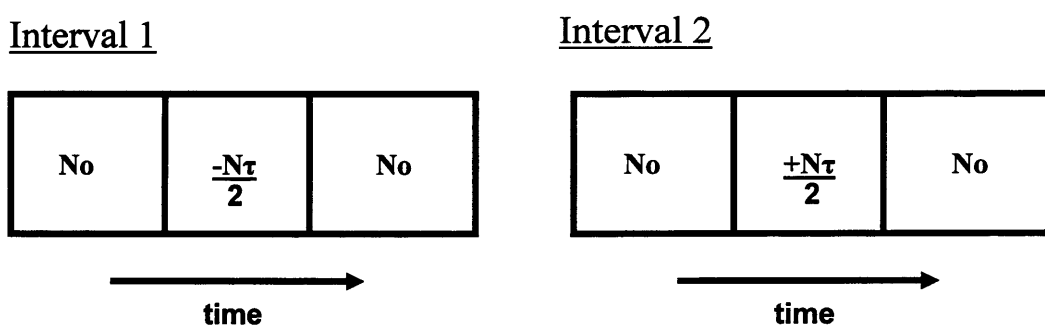 Interval 1
Interval 2
No
-Nτ
2
No
No
+Nτ
2
No
time
time